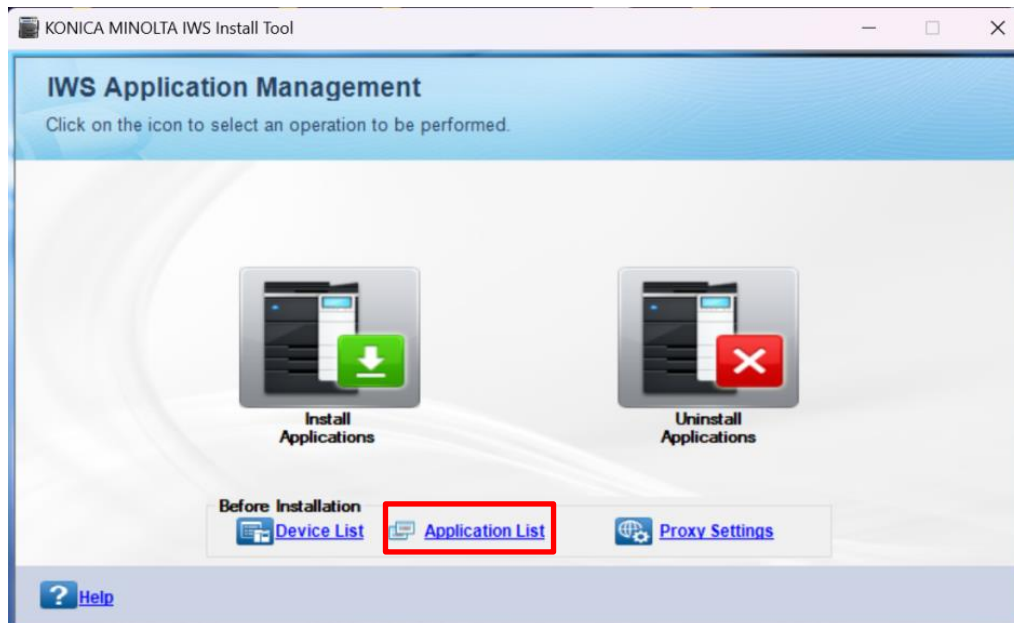 KONICA MINOLTA IWS Install Tool
IWS Application Management
Click on the icon to select an operation to be performed.
Install
Applications
Uninstall
Applications
Before Installation
Device List
Application List
Proxy Settings
? Help